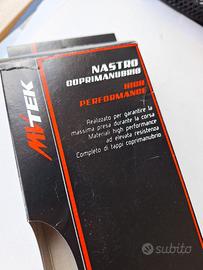 MVTEK
NASTRO
COPRIMANUBRIO
HIGH
PERFORMANCE
Realizzato per garantire la
massima presa durante la corsa
Materiali high performance
ad elevata resistenza
Completo di tappi coprimanubrio
subito